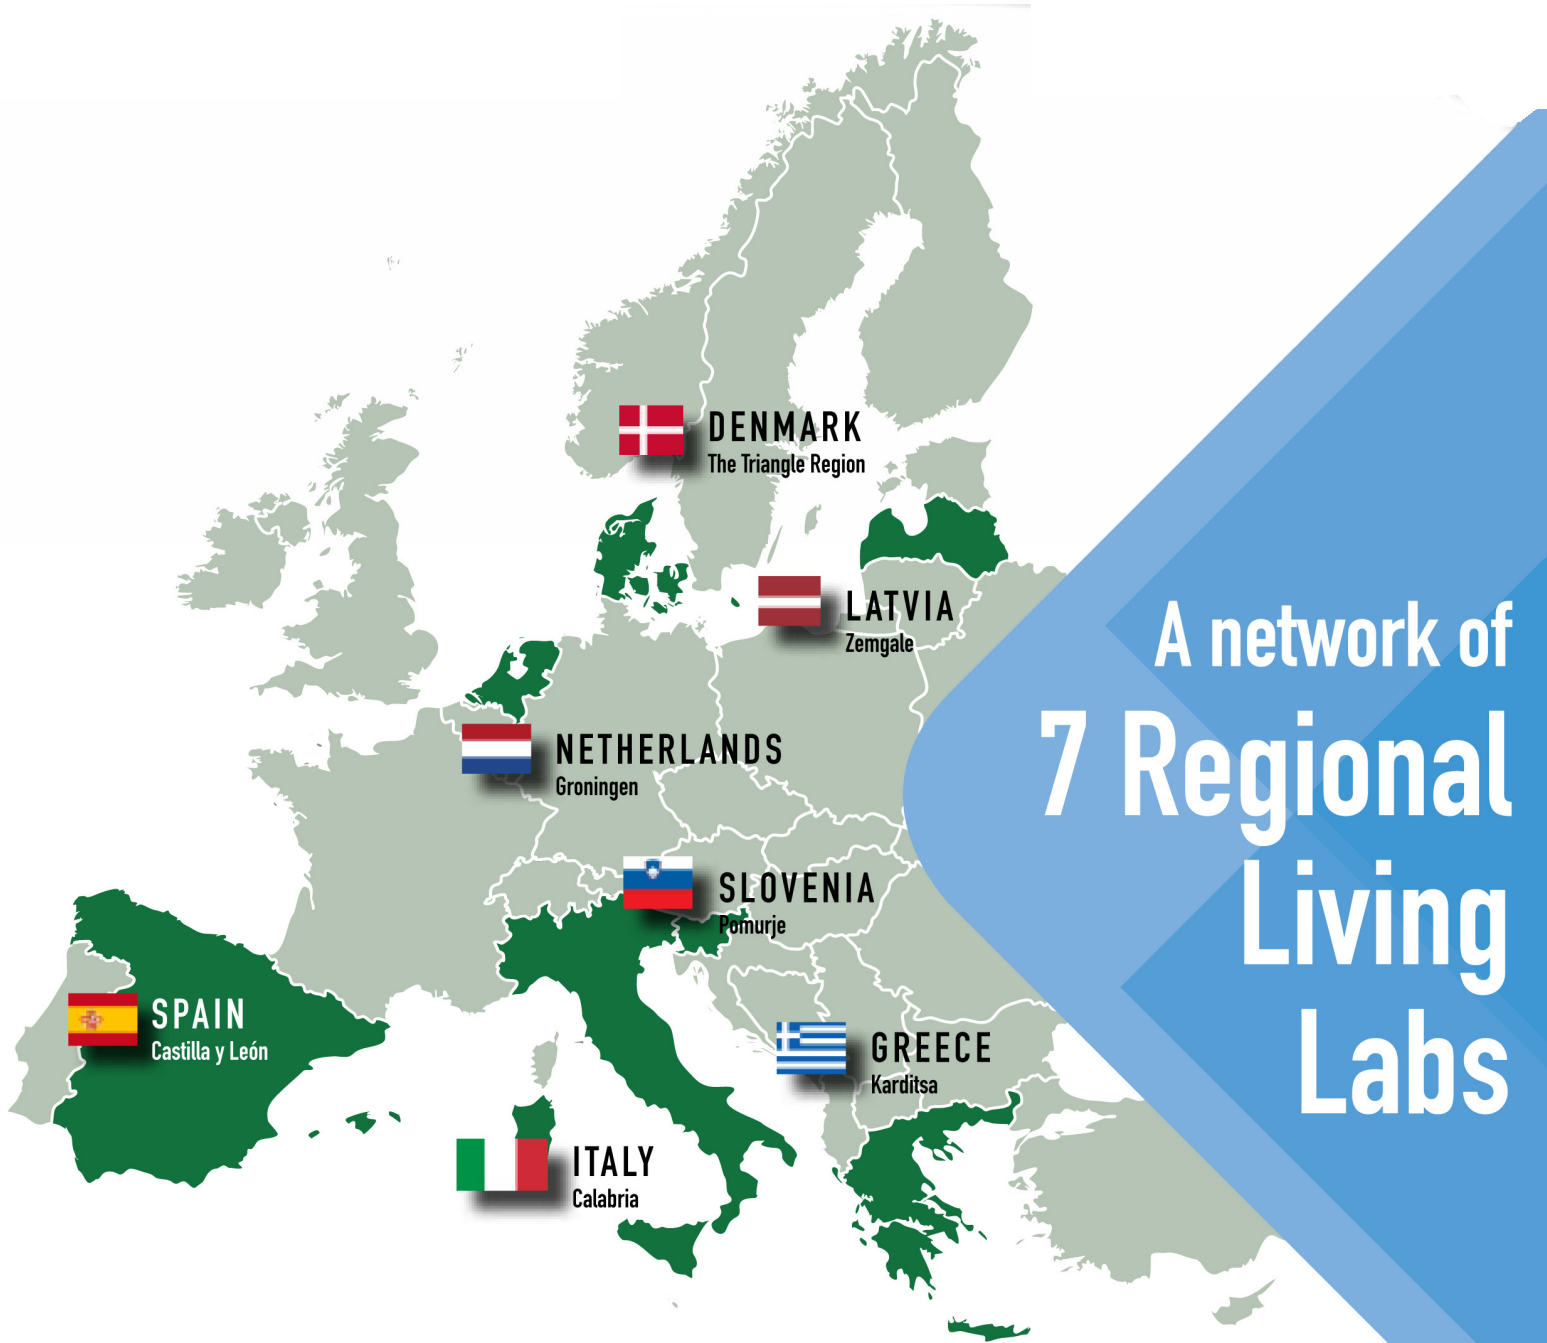 DENMARK
The Triangle Region
LATVIA
Zemgale
A network of
7 Regional
Living
Labs
NETHERLANDS
Groningen
SLOVENIA
Pomurje
SPAIN
Castilla y León
GREECE
Karditsa
ITALY
Calabria